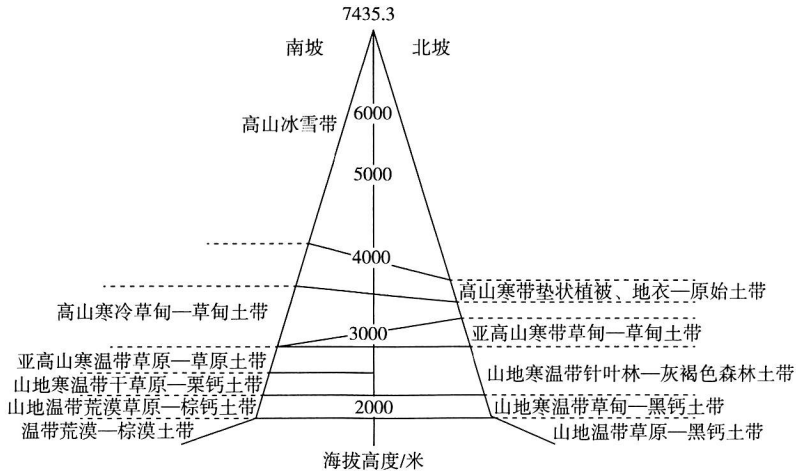 7435.3
南坡
北坡
高山冰雪带
6000
5000
4000
高山寒带垫状植被、地衣—原始土带
高山寒冷草甸—草甸土带
3000
亚高山寒带草甸—草甸土带
亚高山寒温带草原—草原土带
山地寒温带针叶林—灰褐色森林土带
山地寒温带干草原—栗钙土带
山地温带荒漠草原—棕钙土带
2000
山地寒温带草甸—黑钙土带
温带荒漠—棕漠土带
山地温带草原—黑钙土带
海拔高度/米